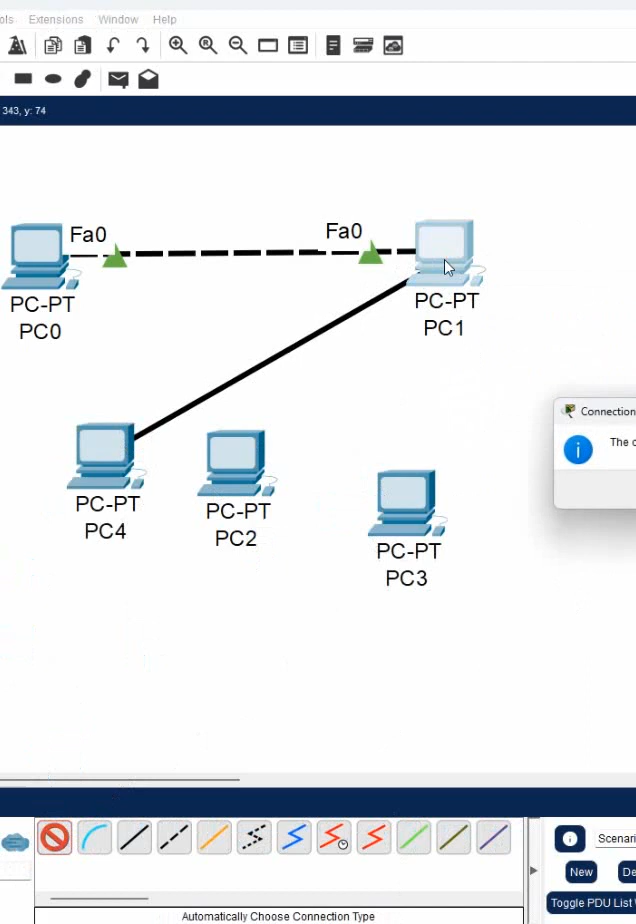 ols Extensions Window Help
343, y: 74
Fa0
Fa0
PC-PT
PC0
PC-PT
PC1
Connection
The c
PC-PT
PC4
PC-PT
PC2
PC-PT
PC3
Scenari
New De
Toggle PDU List
Automatically Choose Connection Type